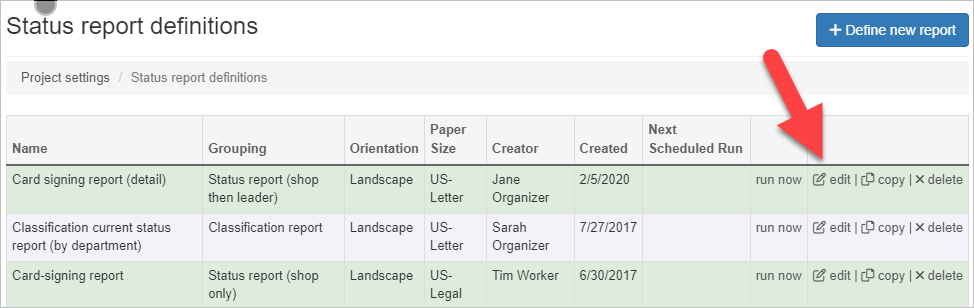 Status report definitions
+ Define new report
Project settings / Status report definitions
Name Grouping Orientation Paper Size Creator Created Next Scheduled Run
Card signing report (detail) Status report (shop then leader) Landscape US-Letter Jane Organizer 2/5/2020 run now edit | copy | × delete
Classification current status report (by department) Classification report Landscape US-Letter Sarah Organizer 7/27/2017 run now edit | copy | × delete
Card-signing report Status report (shop only) Landscape US-Legal Tim Worker 6/30/2017 run now edit | copy | × delete